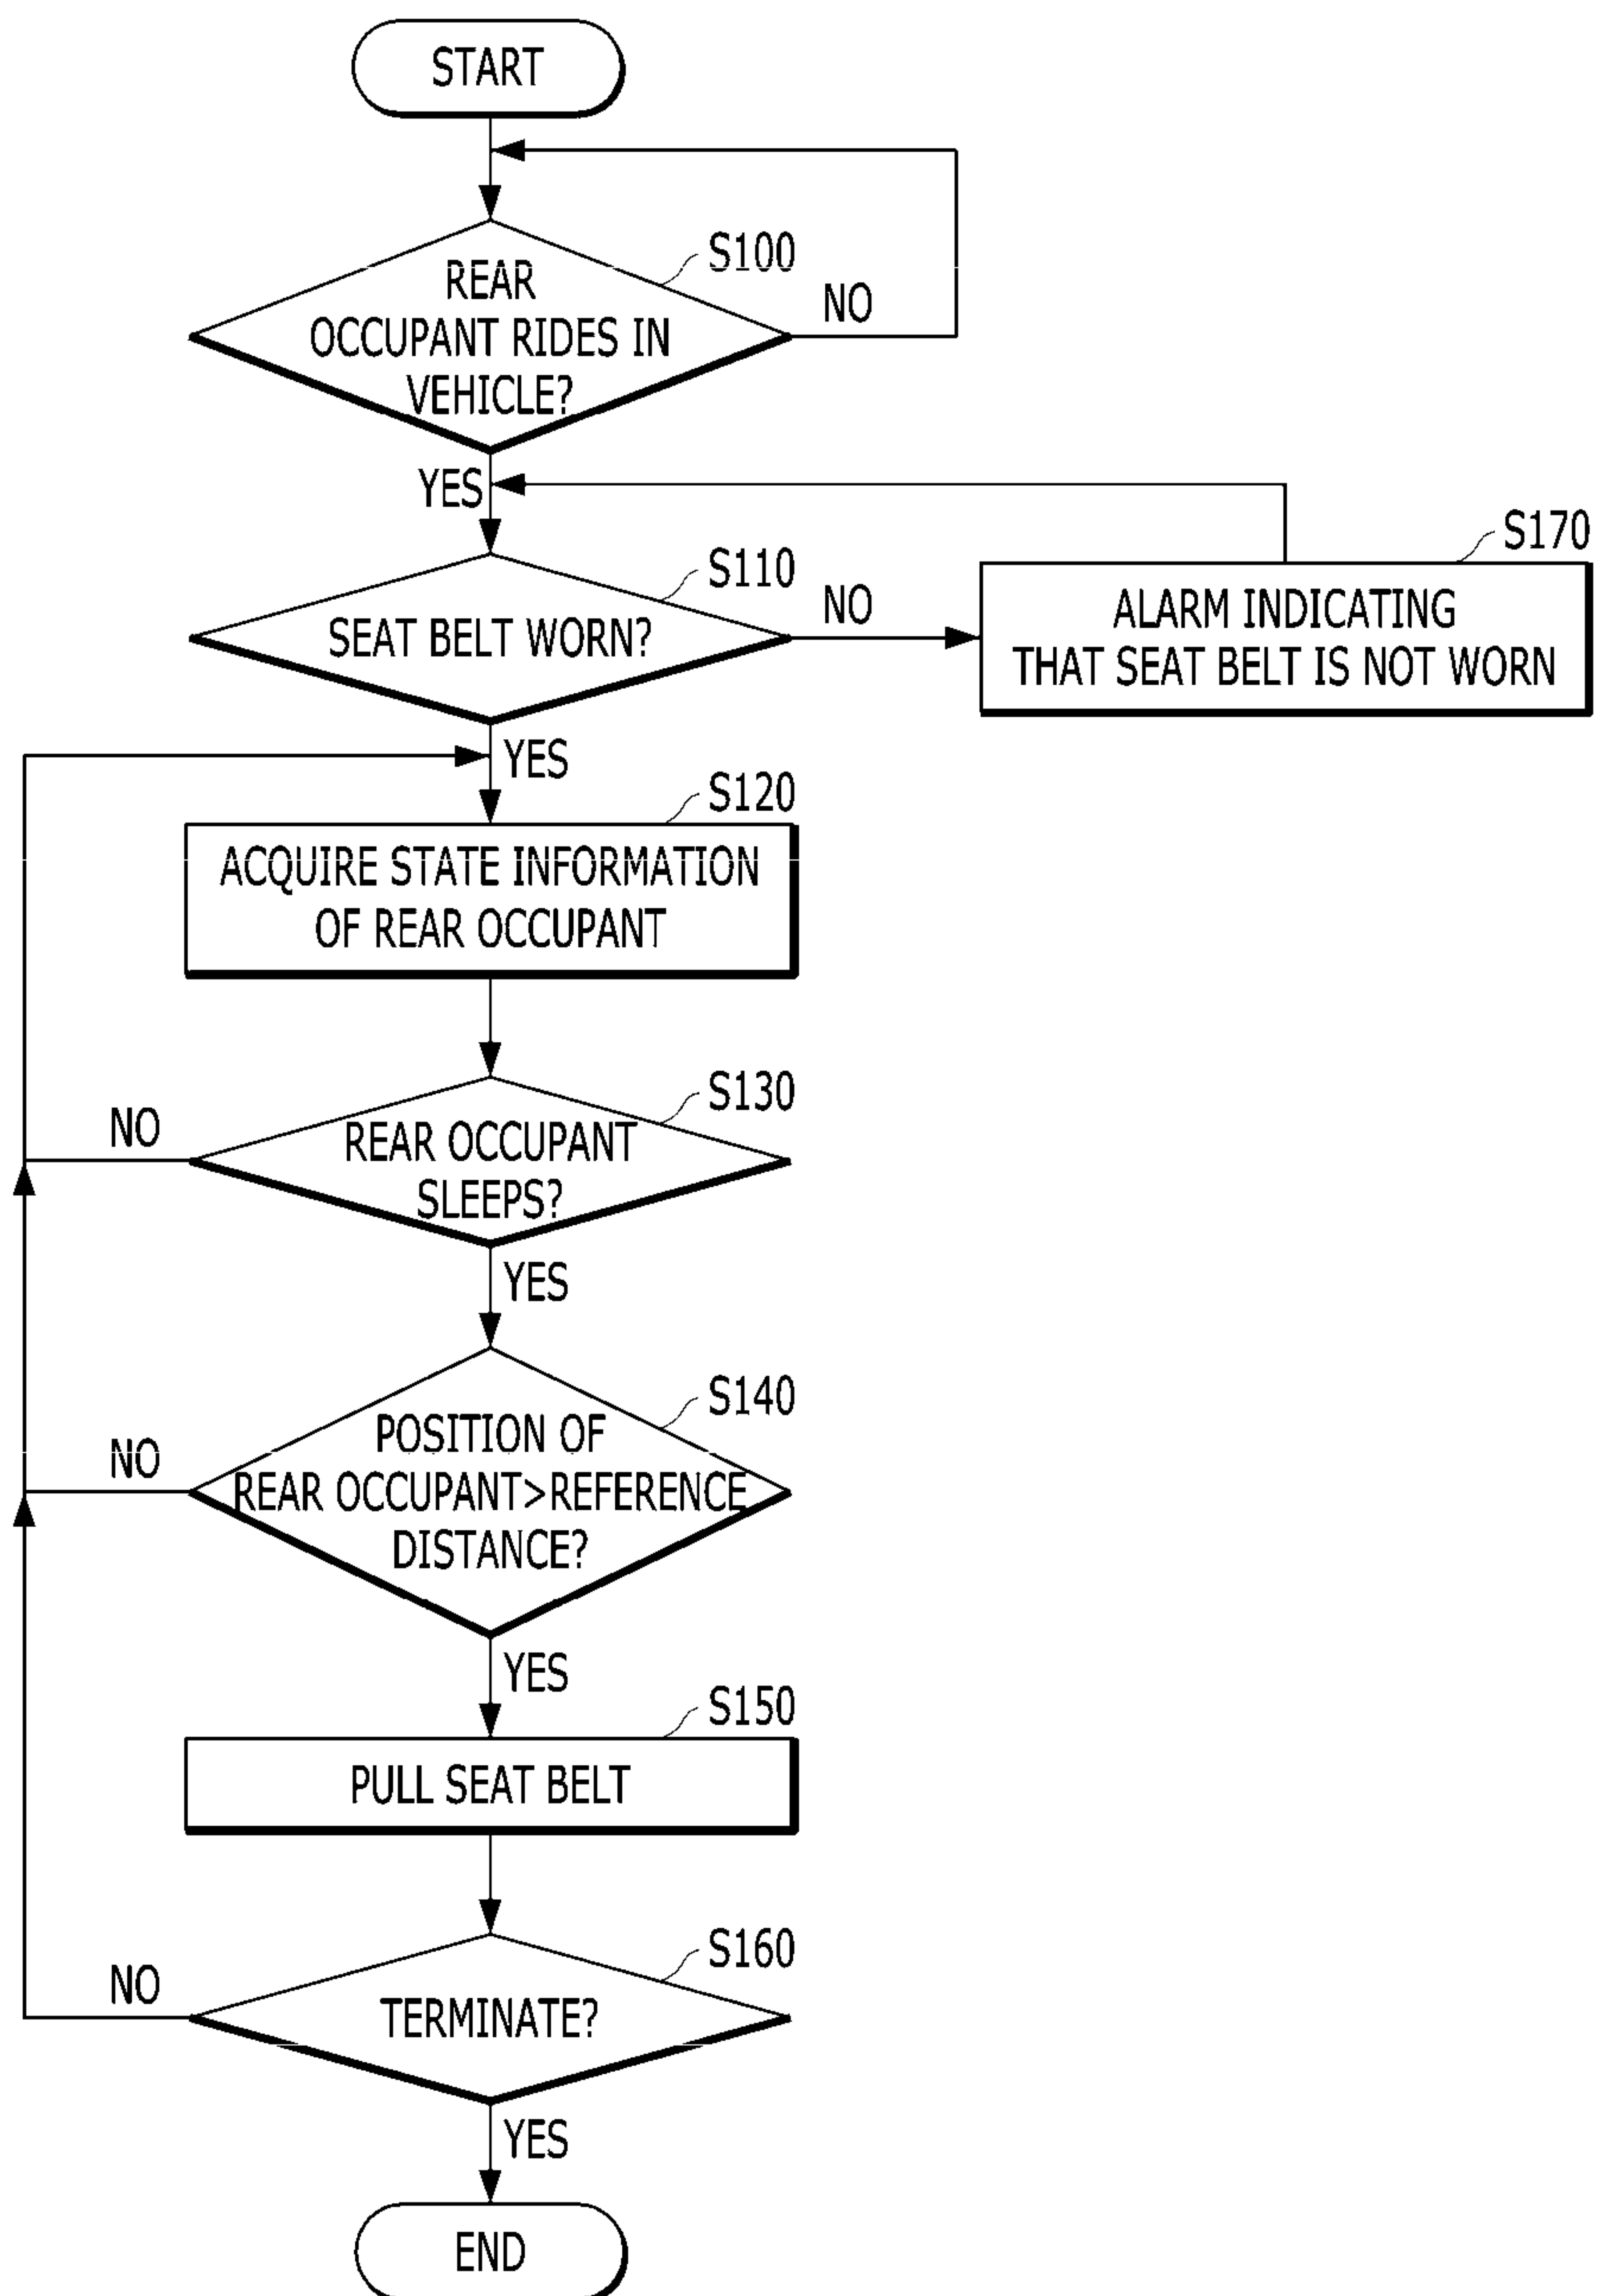 START
S100
REAR
OCCUPANT RIDES IN
VEHICLE?
NO
YES
S110
SEAT BELT WORN?
NO
S170
ALARM INDICATING
THAT SEAT BELT IS NOT WORN
YES
S120
ACQUIRE STATE INFORMATION
OF REAR OCCUPANT
S130
REAR OCCUPANT
SLEEPS?
NO
YES
S140
POSITION OF
REAR OCCUPANT>REFERENCE
DISTANCE?
NO
YES
S150
PULL SEAT BELT
S160
TERMINATE?
NO
YES
END